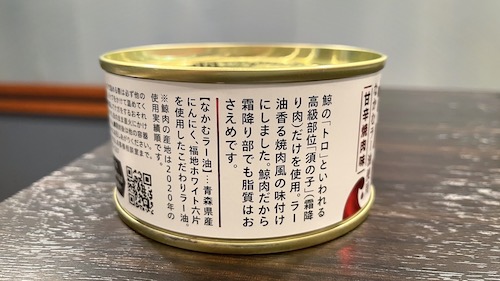 甘辛焼肉味
鯨の「トロ」といわれる
高級部位「須の子」(霜降
り肉)だけを使用。ラー
油香る焼肉風の味付け
にしました。鯨肉だから
霜降り部でも脂質はお
さえめです。
【なかむラー油】…青森県産
にんにく、福地ホワイト六片
を使用したこだわりラー油。
※鯨肉の産地は2020年の
使用実績順です。